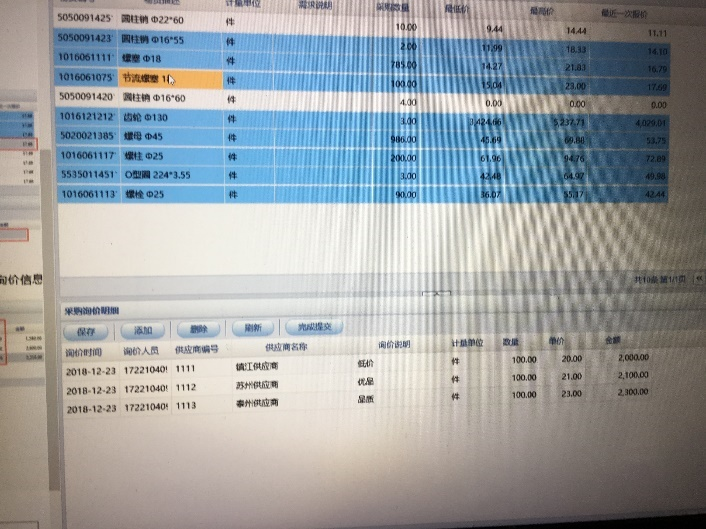 计量单位 需求说明 采购数量 最低价 最高价 最近一次报价
5050091425 圆柱销 Φ22*60 件 10.00 9.44 14.44 11.11
5050091423 圆柱销 Φ16*55 件 2.00 11.99 18.33 14.10
1016061111 螺塞 Φ18 件 785.00 14.27 21.83 16.79
1016061075 节流螺塞 件 100.00 15.04 23.00 17.69
5050091420 圆柱销 Φ16*60 件 4.00 0.00 0.00 0.00
1016121212 齿轮 Φ130 件 3.00 3,424.66 5,237.71 4,029.01
5020021385 螺母 Φ45 件 986.00 45.69 69.88 53.75
1016061117 螺柱 Φ25 件 200.00 61.96 94.76 72.89
5535011451 O型圈 224*3.55 件 3.00 42.48 64.97 49.98
1016061113 螺栓 Φ25 件 90.00 36.07 55.17 42.44
共10条 第1/1页
询价信息
采购询价明细
保存 添加 删除 刷新 完成提交
询价时间 询价人员 供应商编号 供应商名称 询价说明 计量单位 数量 单价 金额
2018-12-23 17221040 1111 镇江供应商 低价 件 100.00 20.00 2,000.00
2018-12-23 17221040 1112 苏州供应商 优品 件 100.00 21.00 2,100.00
2018-12-23 17221040 1113 泰州供应商 品质 件 100.00 23.00 2,300.00